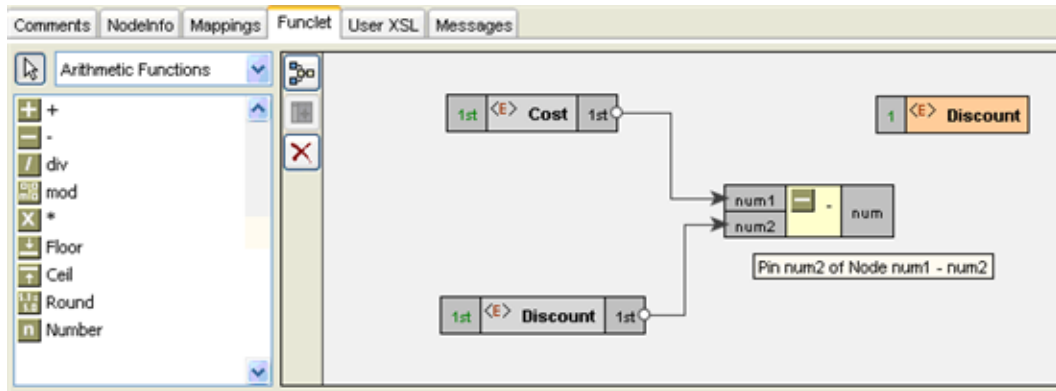 Comments NodeInfo Mappings Funclet User XSL Messages
Arithmetic Functions
+
-
div
mod
*
Floor
Ceil
Round
Number
1st <E> Cost 1st
1 <E> Discount
num1
num2
- num
Pin num2 of Node num1 - num2
1st <E> Discount 1st